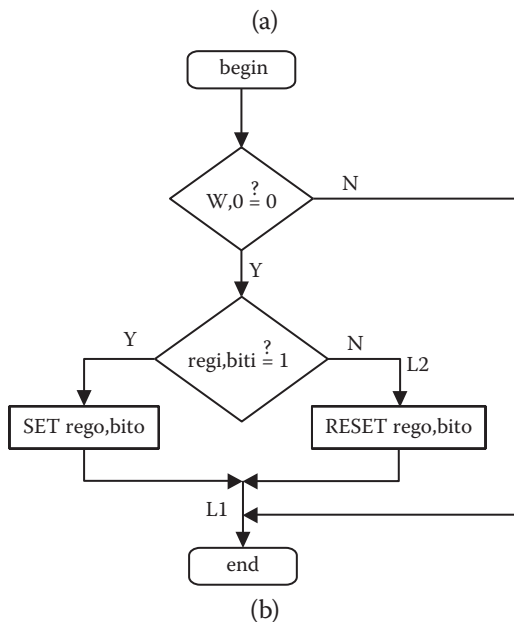 (a)
begin
W,0 ≟ 0
N
Y
Y
regi,biti ≟ 1
N
L2
SET rego,bito
RESET rego,bito
L1
end
(b)